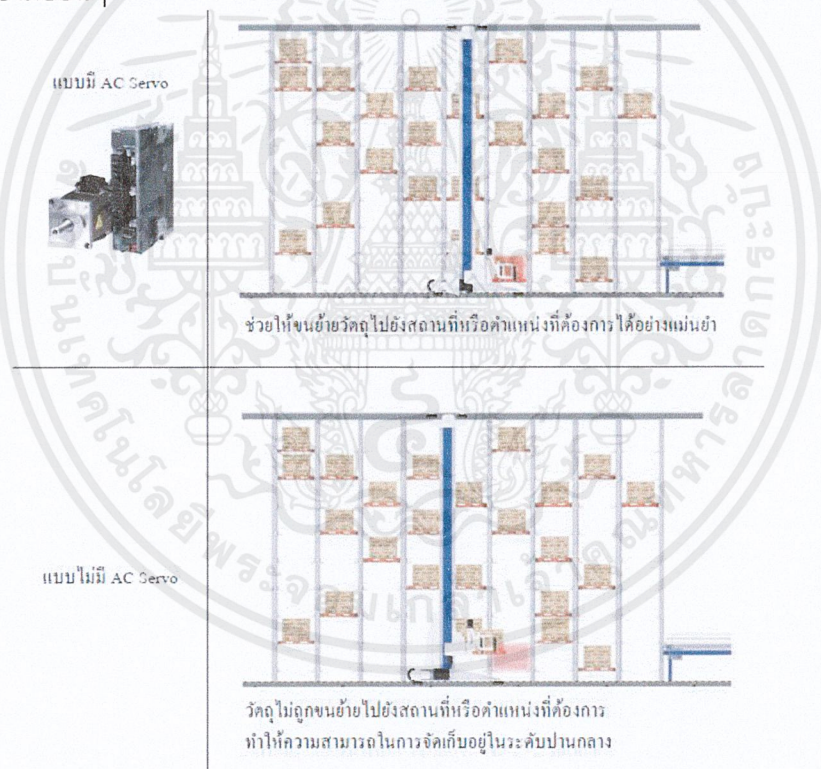 แบบมี AC Servo
ช่วยให้ขนย้ายวัตถุไปยังสถานที่หรือตำแหน่งที่ต้องการได้อย่างแม่นยำ
แบบไม่มี AC Servo
วัตถุไม่ถูกขนย้ายไปยังสถานที่หรือตำแหน่งที่ต้องการ
ทำให้ความสามารถในการจัดเก็บอยู่ในระดับปานกลาง